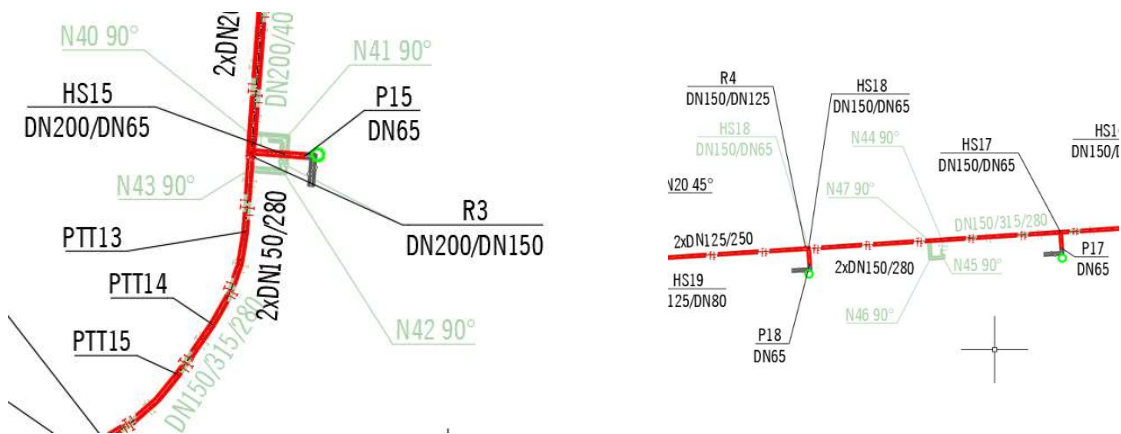 N40 90°
2xDN20
DN200/40
N41 90°
HS15
DN200/DN65
P15
DN65
N43 90°
R3
DN200/DN150
PTT13
2xDN150/280
PTT14
N42 90°
PTT15
DN150/315/280
R4
DN150/DN125
HS18
DN150/DN65
HS18
DN150/DN65
N44 90°
HS17
DN150/DN65
HS1
DN150/
N20 45°
N47 90°
DN150/315/280
2xDN125/250
2xDN150/280
P17
DN65
HS19
125/DN80
N45 90°
N46 90°
P18
DN65